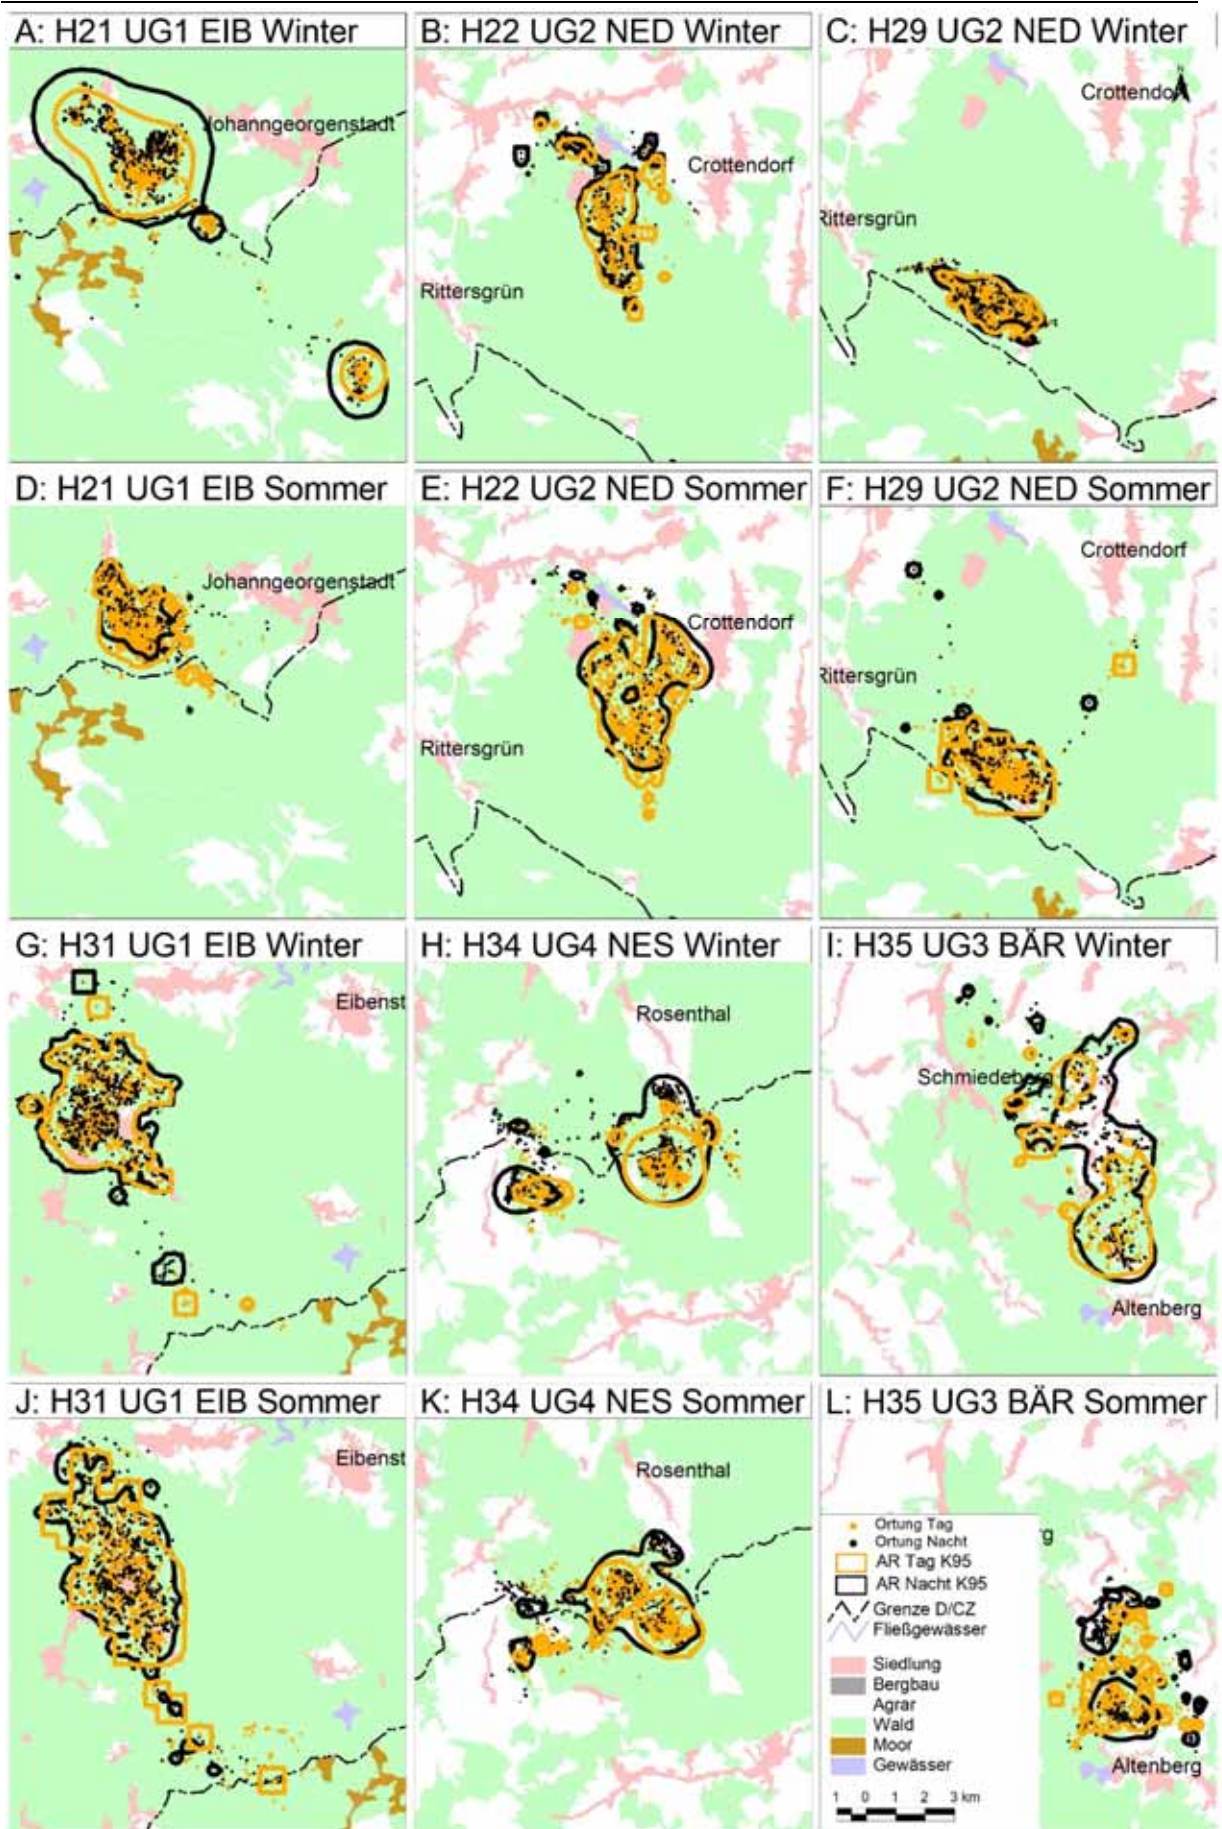 A: H21 UG1 EIB Winter
B: H22 UG2 NED Winter
C: H29 UG2 NED Winter
Johanngeorgenstadt
Crottendorf
Rittersgrün
N
Crottendorf
Rittersgrün
D: H21 UG1 EIB Sommer
E: H22 UG2 NED Sommer
F: H29 UG2 NED Sommer
Johanngeorgenstadt
Crottendorf
Rittersgrün
Crottendorf
Rittersgrün
G: H31 UG1 EIB Winter
H: H34 UG4 NES Winter
I: H35 UG3 BÄR Winter
Eibenst
Rosenthal
Schmiedeberg
Altenberg
J: H31 UG1 EIB Sommer
K: H34 UG4 NES Sommer
L: H35 UG3 BÄR Sommer
Eibenst
Rosenthal
Ortung Tag
Ortung Nacht
AR Tag K95
AR Nacht K95
Grenze D/CZ
Fließgewässer
Siedlung
Bergbau
Agrar
Wald
Moor
Gewässer
1 0 1 2 3 km
g
Altenberg